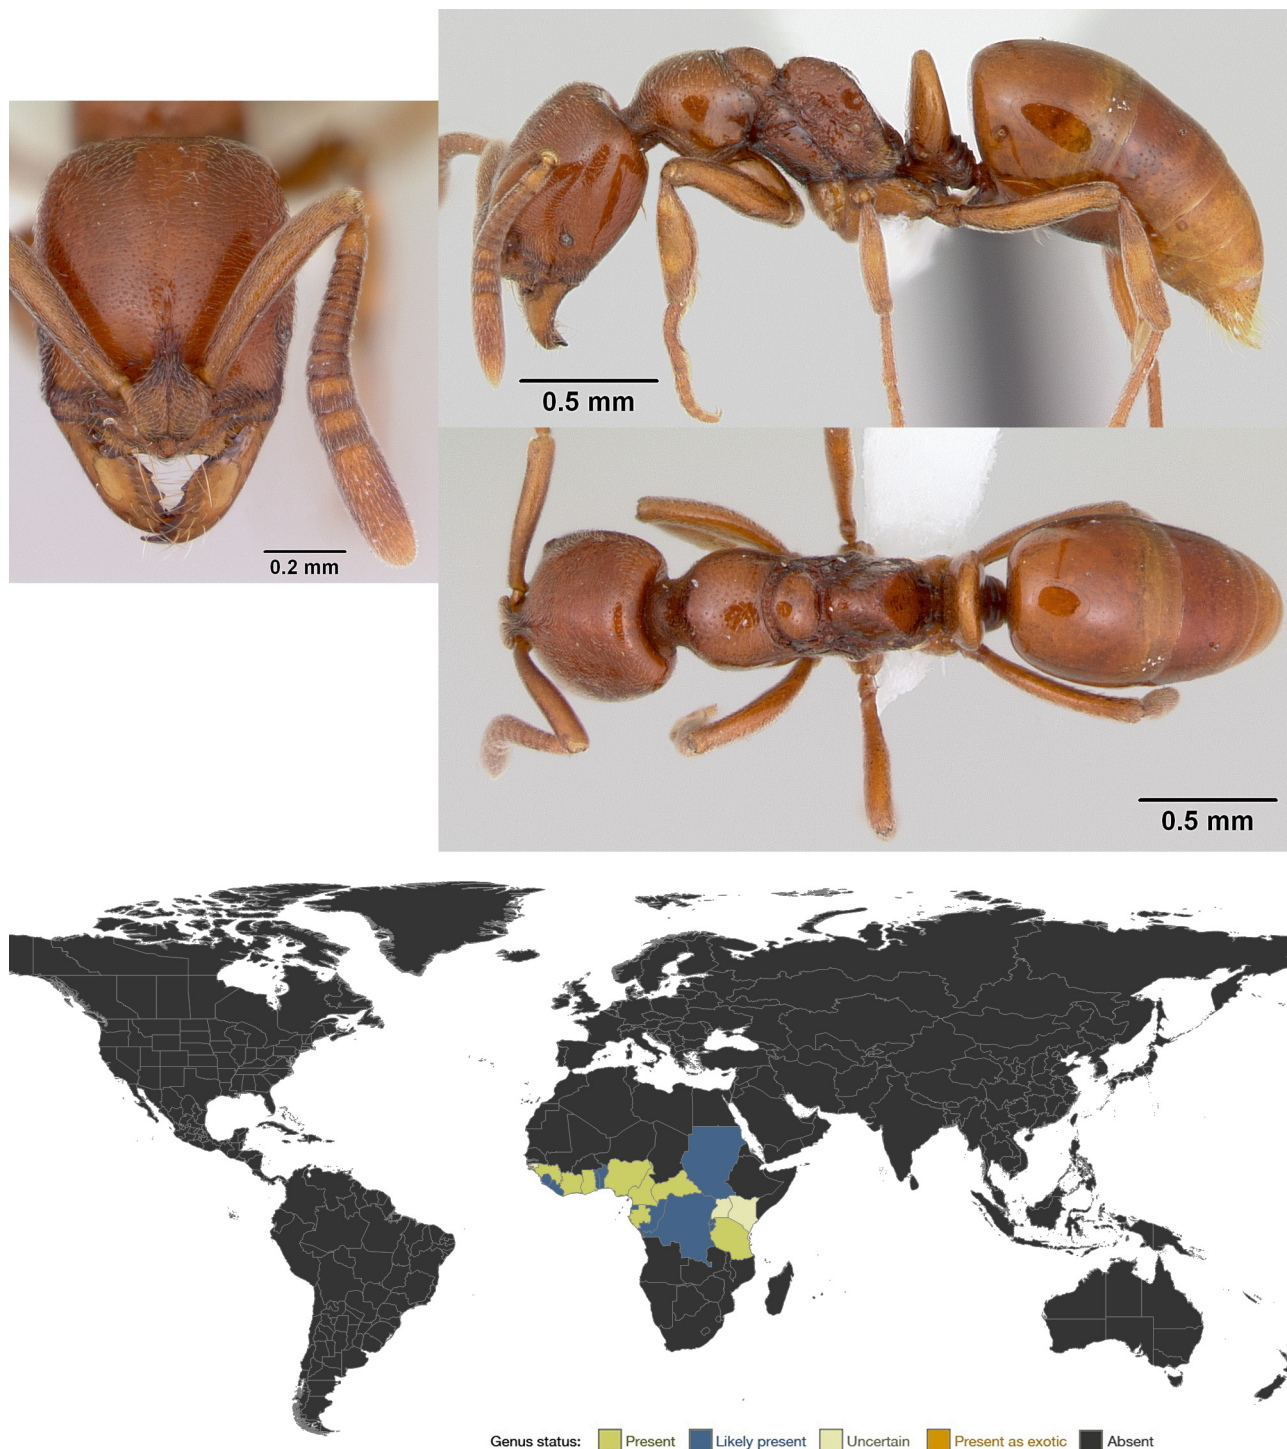 0.5 mm
0.2 mm
0.5 mm
Genus status: Present Likely present Uncertain Present as exotic Absent